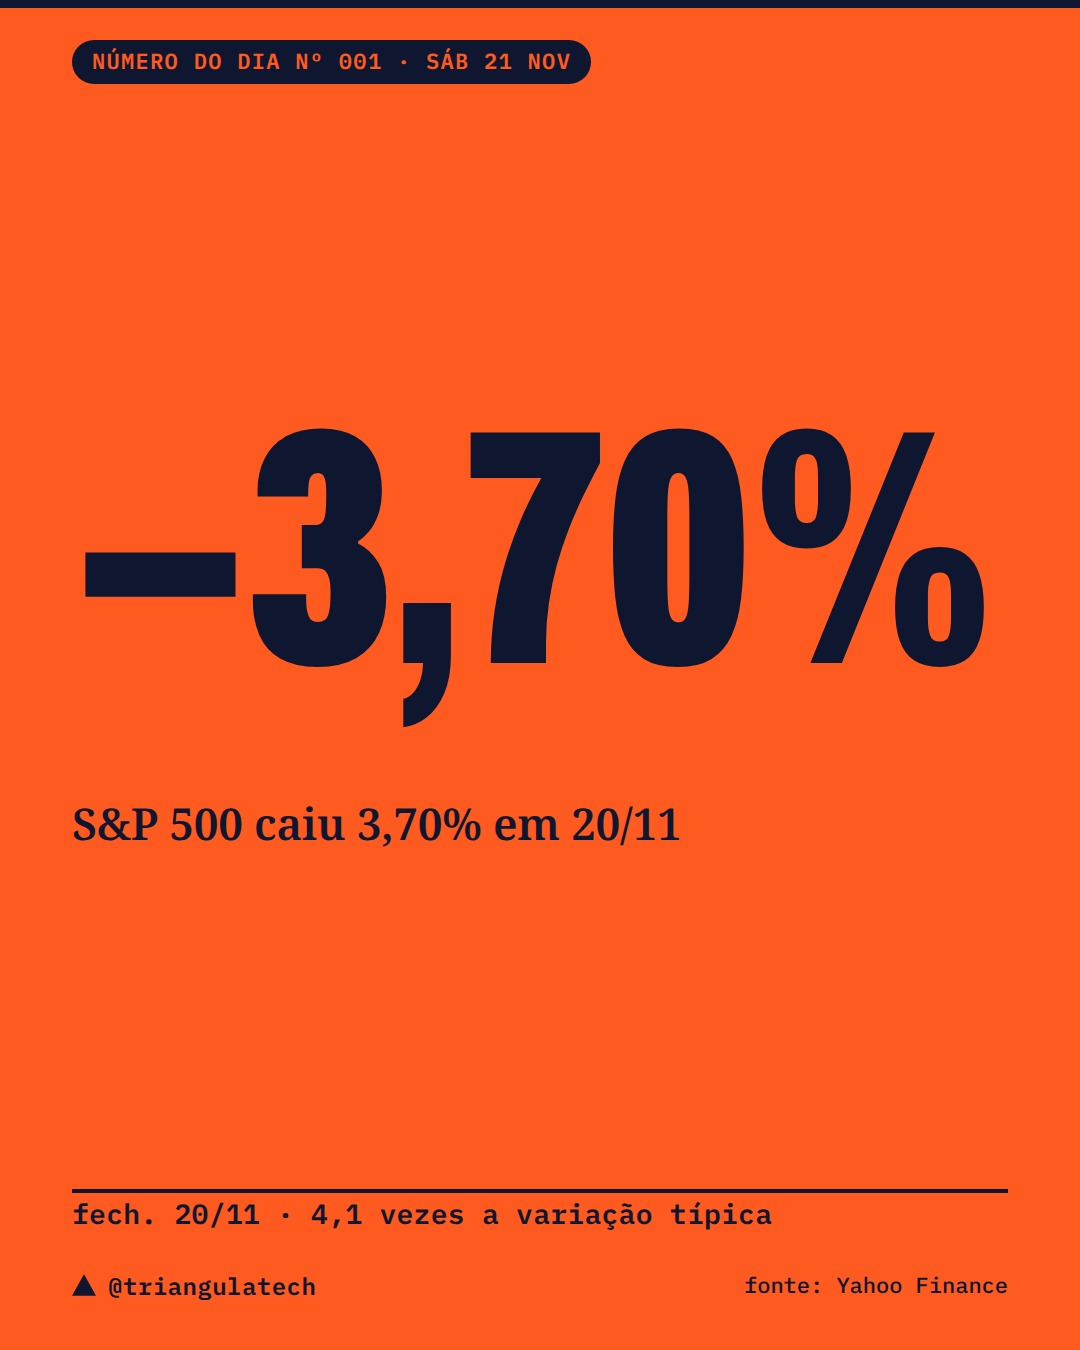 NÚMERO DO DIA Nº 001 · SÁB 21 NOV
−3,70%
S&P 500 caiu 3,70% em 20/11
fech. 20/11 · 4,1 vezes a variação típica
@triangulatech
fonte: Yahoo Finance